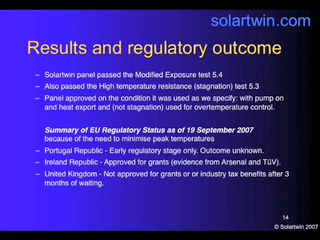 solartwin.com
Results and regulatory outcome
– Solartwin panel passed the Modified Exposure test 5.4
– Also passed the High temperature resistance (stagnation) test 5.3
– Panel approved on the condition it was used as we specify: with pump on
and heat export and (not stagnation) used for overtemperature control.
Summary of EU Regulatory Status as of 19 September 2007
because of the need to minimise peak temperatures
– Portugal Republic - Early regulatory stage only. Outcome unknown.
– Ireland Republic - Approved for grants (evidence from Arsenal and TüV).
– United Kingdom - Not approved for grants or or industry tax benefits after 3
months of waiting.
14
© Solartwin 2007